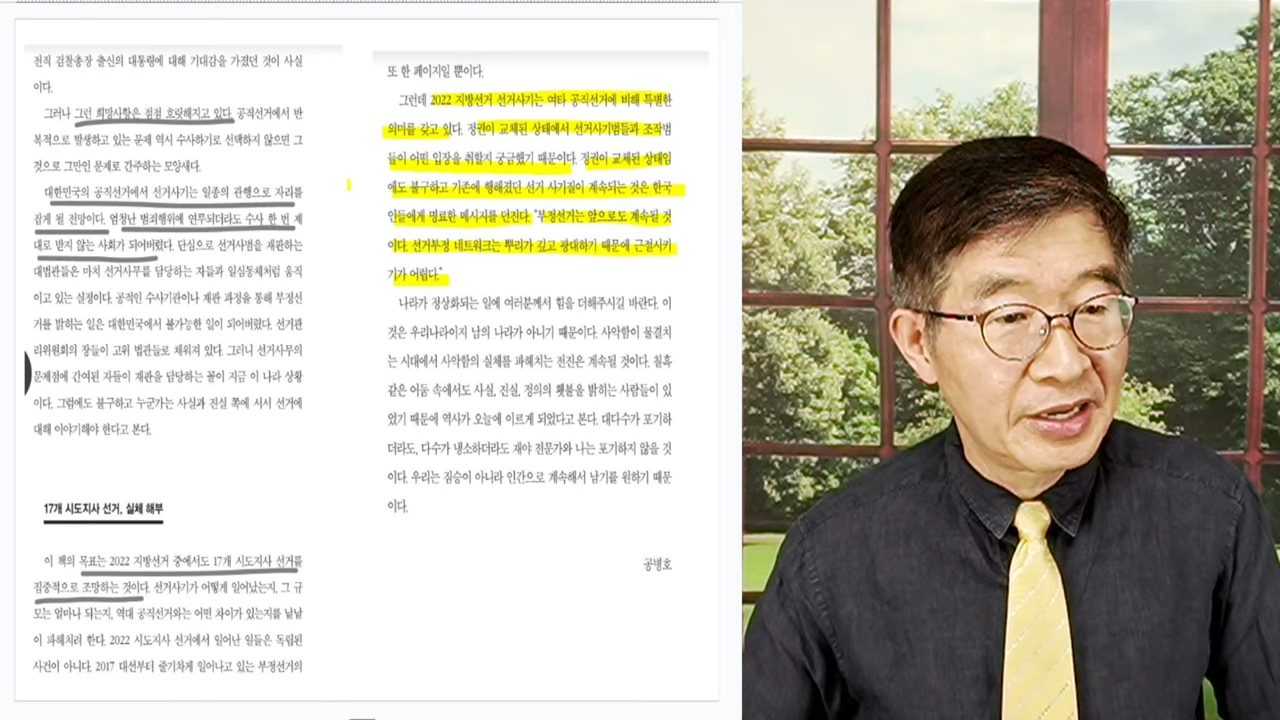 전직 검찰총장 출신의 대통령에 대해 기대감을 가졌던 것이 사실
이다.
그러나 그런 희망사항은 점점 흐릿해지고 있다. 공직선거에서 반
복적으로 발생하고 있는 문제 역시 수사하기로 선택하지 않으면 그
것으로 그만인 문제로 간주하는 모양새다.
대한민국의 공직선거에서 선거사기는 일종의 관행으로 자리를
잡게 될 전망이다. 엄청난 범죄행위에 연루되더라도 수사 한 번 제
대로 받지 않는 사회가 되어버렸다. 단심으로 선거사범을 재판하는
대법관들은 마치 선거사무를 담당하는 자들과 일심동체처럼 움직
이고 있는 실정이다. 공적인 수사기관이나 재판 과정을 통해 부정선
거를 밝히는 일은 대한민국에서 불가능한 일이 되어버렸다. 선거관
리위원회의 장들이 고위 법관들로 채워져 있다. 그러니 선거사무의
문제점에 간여된 자들이 재판을 담당하는 꼴이 지금 이 나라 상황
이다. 그럼에도 불구하고 누군가는 사실과 진실 쪽에 서서 선거에
대해 이야기해야 한다고 본다.
17개 시도지사 선거, 실체 해부
이 책의 목표는 2022 지방선거 중에서도 17개 시도지사 선거를
집중적으로 조망하는 것이다. 선거사기가 어떻게 일어났는지, 그 규
모는 얼마나 되는지, 역대 공직선거와는 어떤 차이가 있는지를 낱낱
이 파헤치려 한다. 2022 시도지사 선거에서 일어난 일들은 독립된
사건이 아니다. 2017 대선부터 줄기차게 일어나고 있는 부정선거의
또 한 페이지일 뿐이다.
그런데 2022 지방선거 선거사기는 여타 공직선거에 비해 특별한
의미를 갖고 있다. 정권이 교체된 상태에서 선거사기범들과 조작범
들이 어떤 입장을 취할지 궁금했기 때문이다. 정권이 교체된 상태임
에도 불구하고 기존에 행해졌던 선거 사기질이 계속되는 것은 한국
인들에게 명료한 메시지를 던진다. “부정선거는 앞으로도 계속될 것
이다. 선거부정 네트워크는 뿌리가 깊고 광대하기 때문에 근절시키
기가 어렵다.”
나라가 정상화되는 일에 여러분께서 힘을 더해주시길 바란다. 이
것은 우리나라이지 남의 나라가 아니기 때문이다. 사악함이 물결치
는 시대에서 사악함의 실체를 파헤치는 전진은 계속될 것이다. 칠흑
같은 어둠 속에서도 사실, 진실, 정의의 횃불을 밝히는 사람들이 있
었기 때문에 역사가 오늘에 이르게 되었다고 본다. 대다수가 포기하
더라도, 다수가 냉소하더라도 재야 전문가와 나는 포기하지 않을 것
이다. 우리는 짐승이 아니라 인간으로 계속해서 남기를 원하기 때문
이다.
공병호